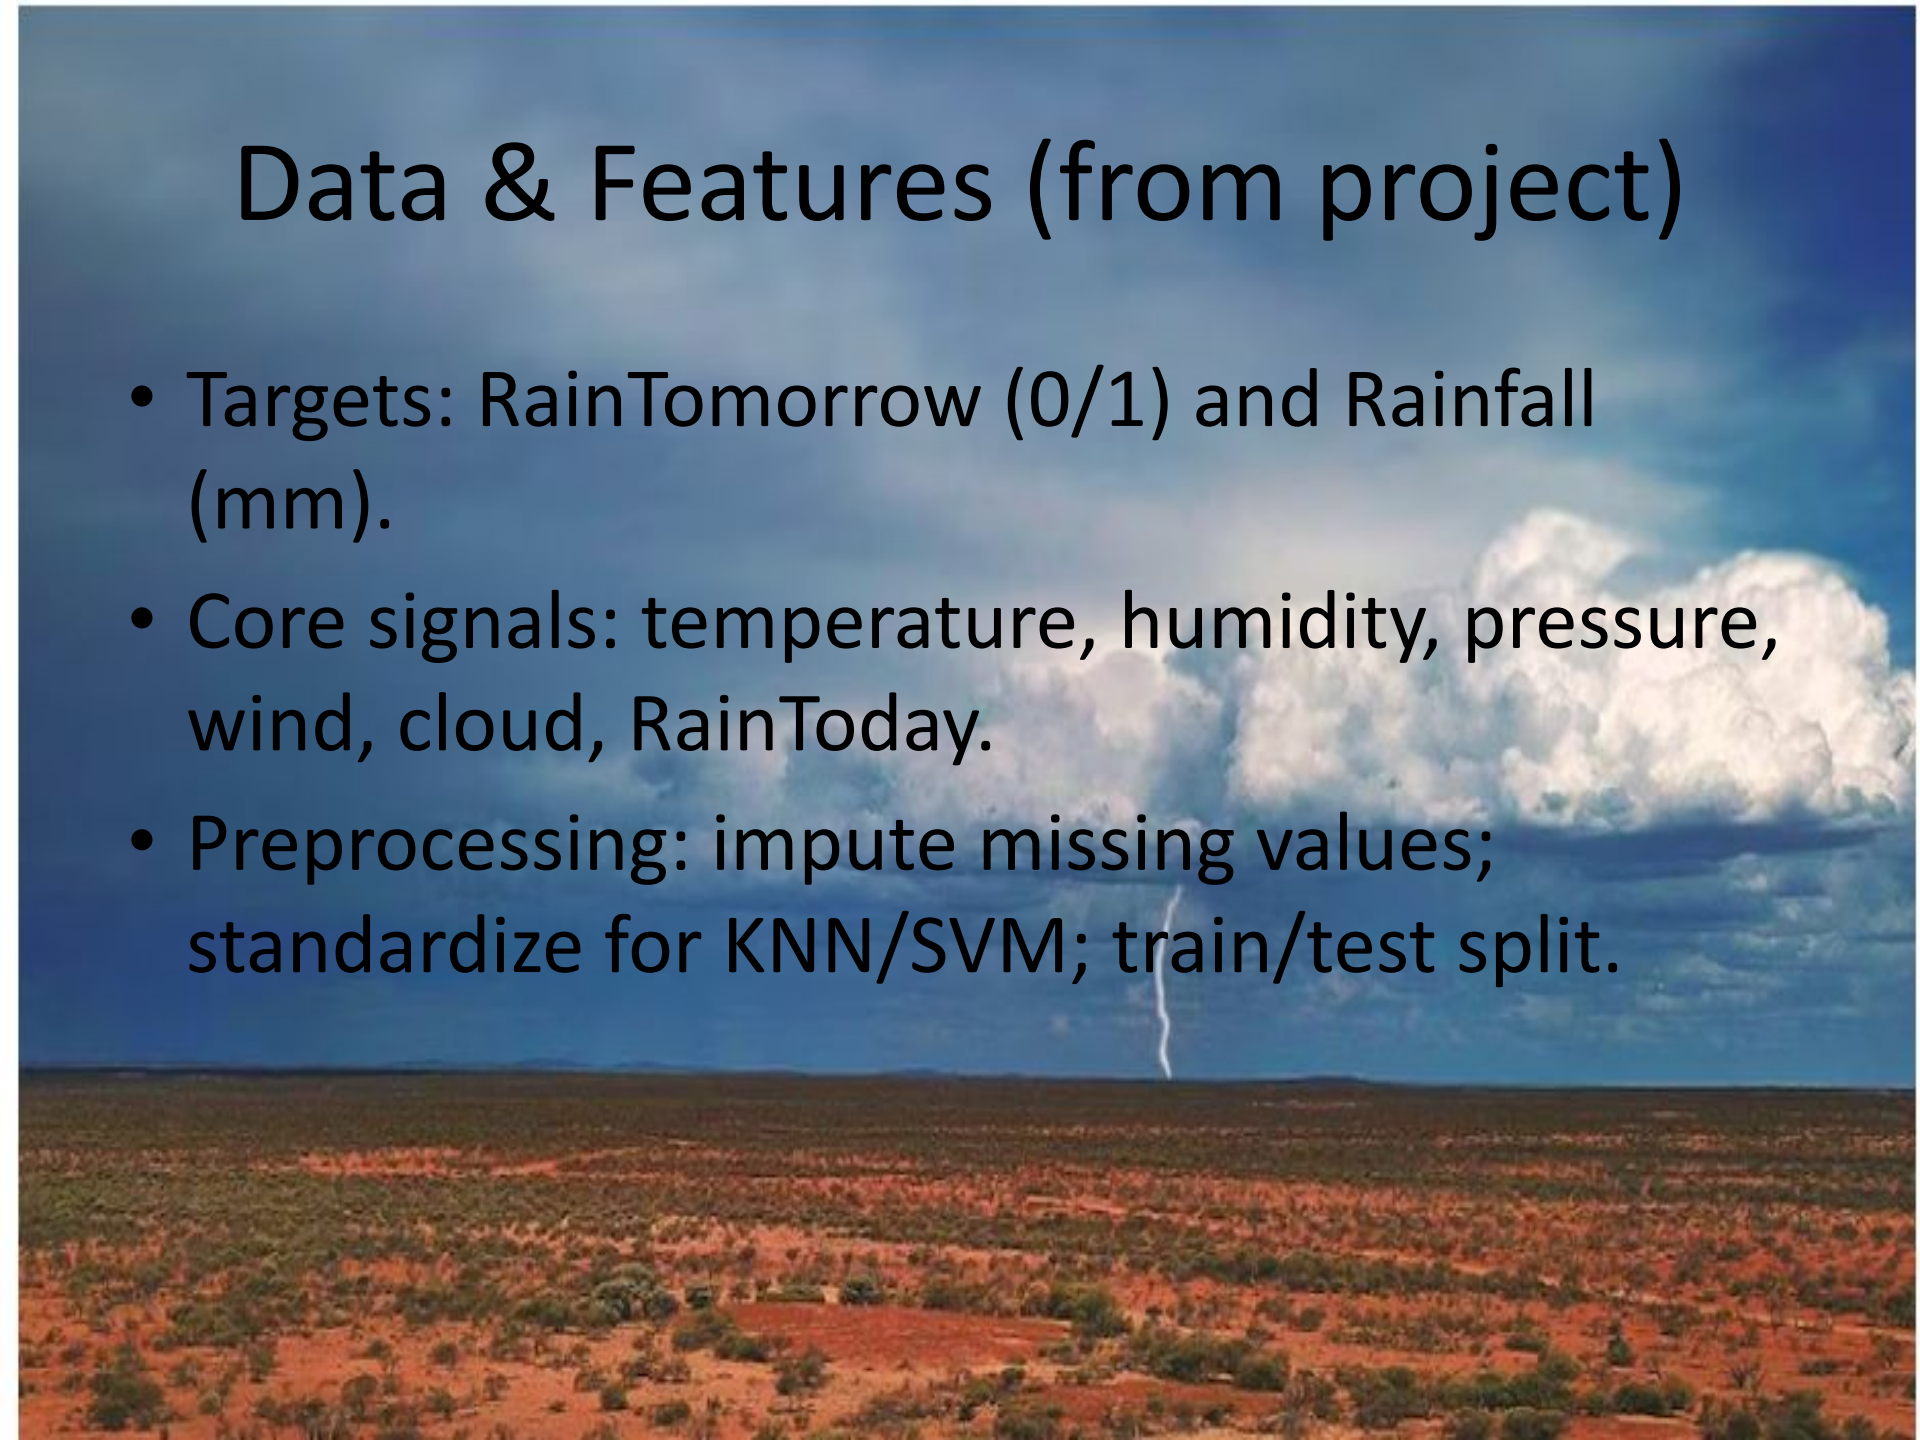 Data & Features (from project)
• Targets: RainTomorrow (0/1) and Rainfall
(mm).
• Core signals: temperature, humidity, pressure,
wind, cloud, RainToday.
• Preprocessing: impute missing values;
standardize for KNN/SVM; train/test split.